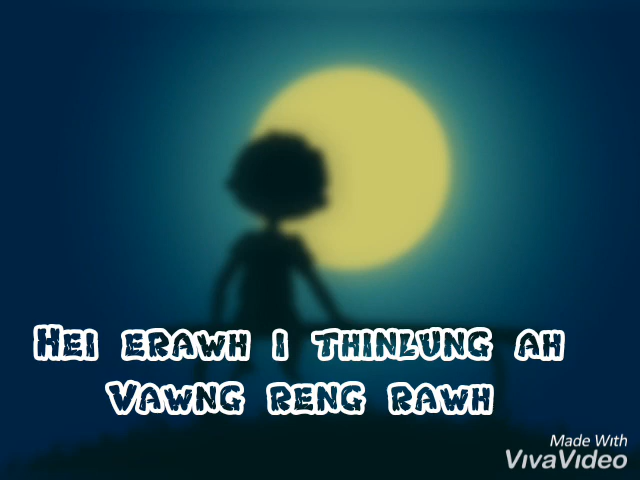 Hei erawh i thinlung ah
Vawng reng rawh
Made With
VivaVideo